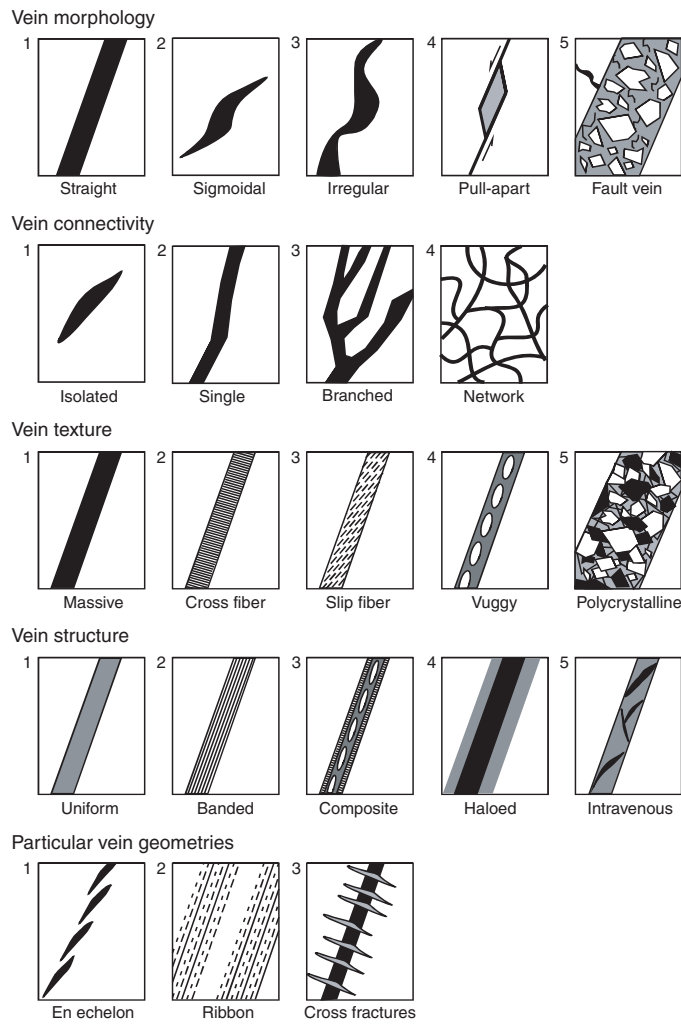 Vein morphology
1 2 3 4 5
Straight Sigmoidal Irregular Pull-apart Fault vein
Vein connectivity
1 2 3 4
Isolated Single Branched Network
Vein texture
1 2 3 4 5
Massive Cross fiber Slip fiber Vuggy Polycrystalline
Vein structure
1 2 3 4 5
Uniform Banded Composite Haloed Intravenous
Particular vein geometries
1 2 3
En echelon Ribbon Cross fractures